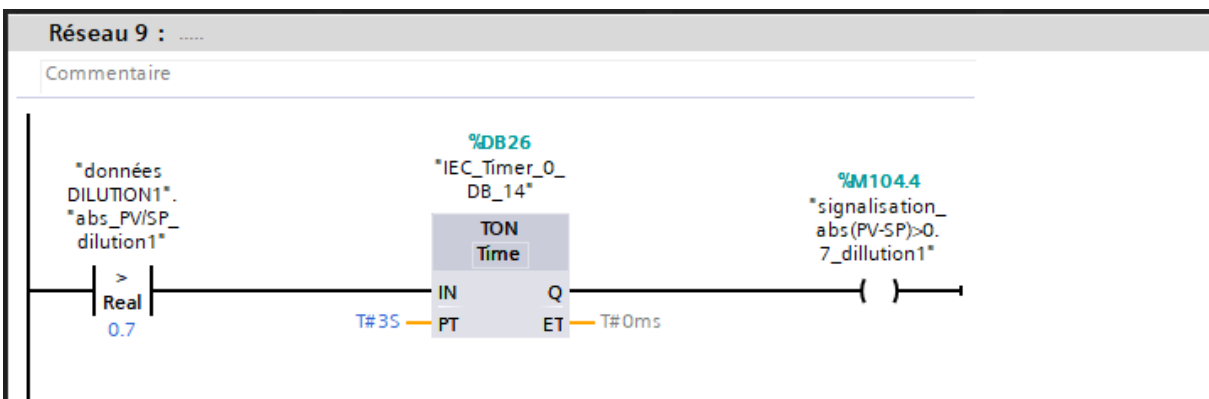 Réseau 9 : .....
Commentaire
"données
DILUTION1".
"abs_PV/SP_
dilution1"
>
Real
0.7
%DB26
"IEC_Timer_0_
DB_14"
TON
Time
IN Q
T#3S PT ET T#0ms
%M104.4
"signalisation_
abs(PV-SP)>0.
7_dillution1"
( )